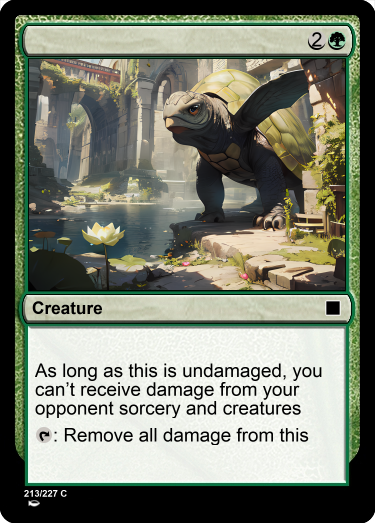 2
Creature
As long as this is undamaged, you
can't receive damage from your
opponent sorcery and creatures
: Remove all damage from this
213/227 C